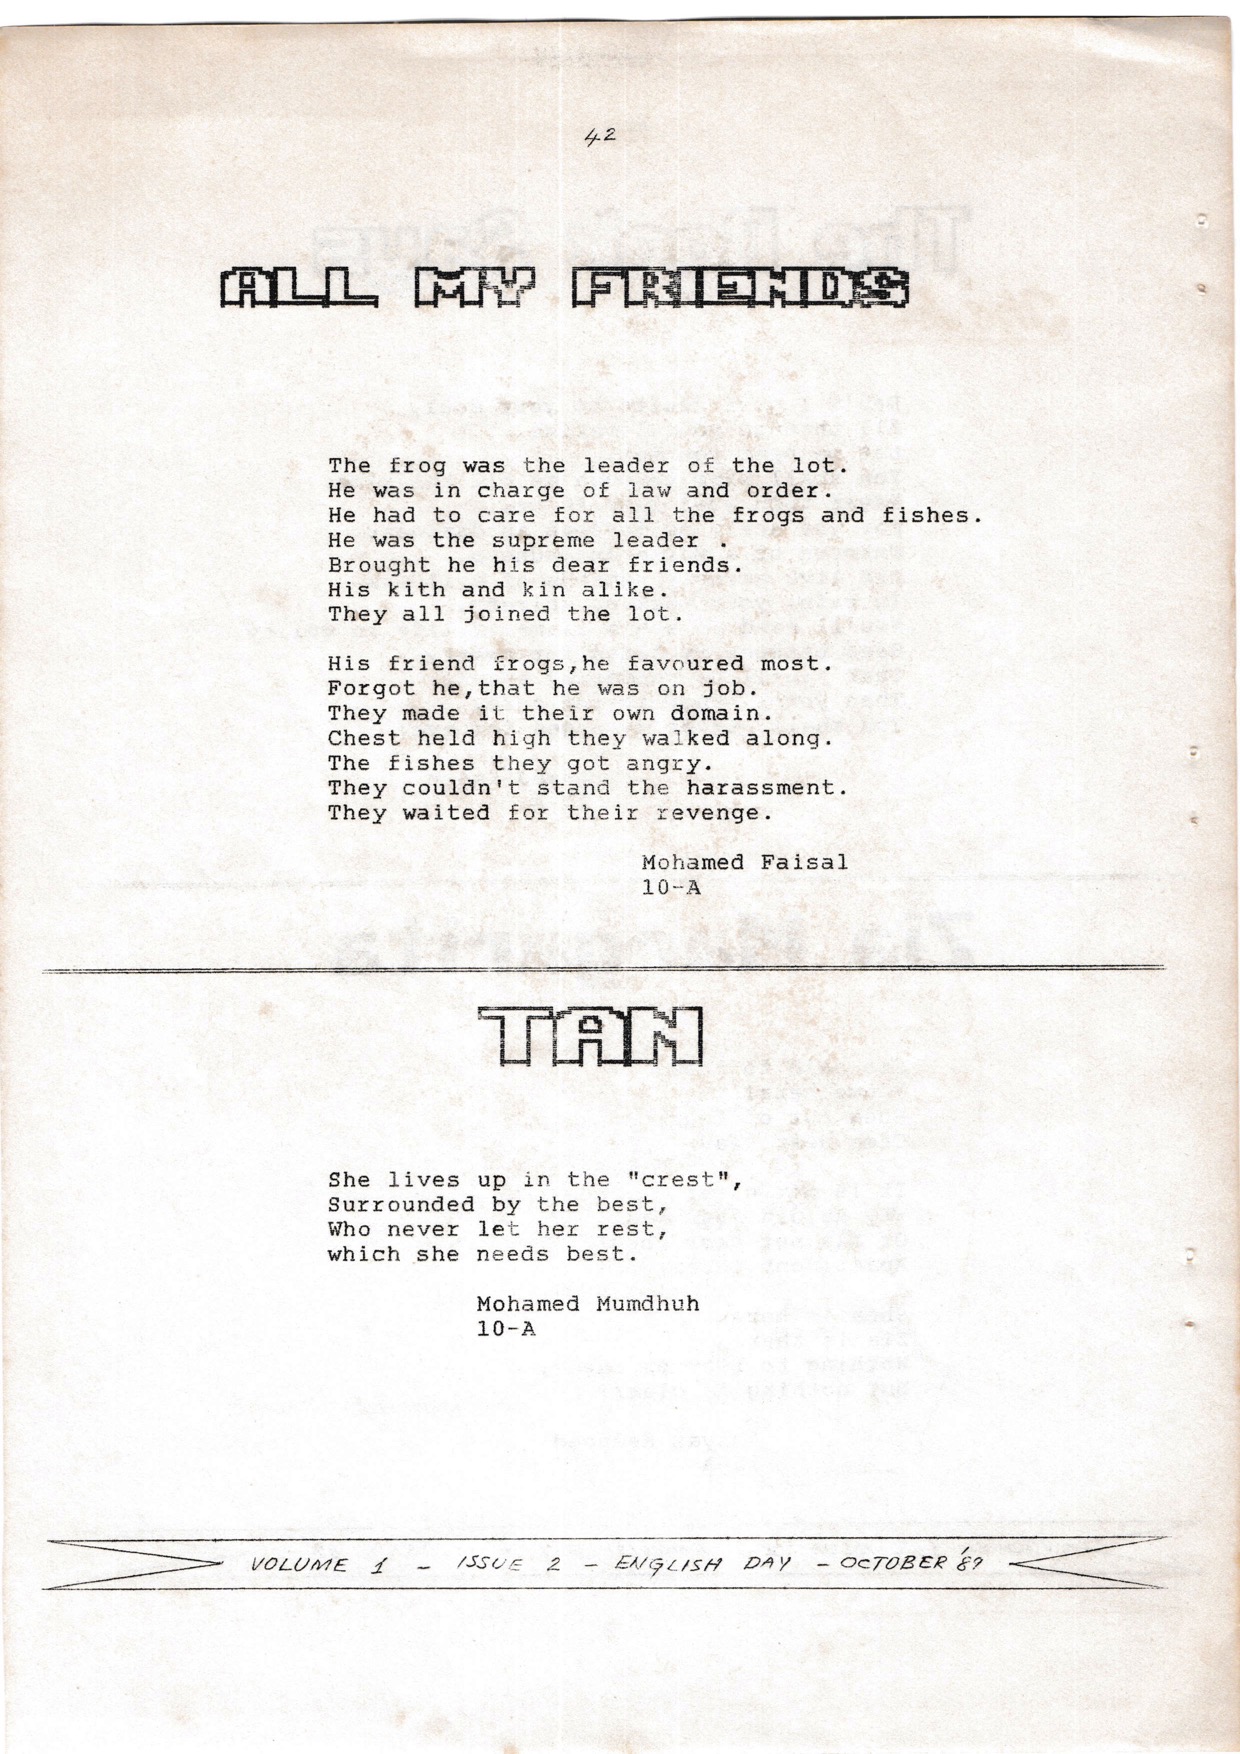 42
ALL MY FRIENDS
The frog was the leader of the lot.
He was in charge of law and order.
He had to care for all the frogs and fishes.
He was the supreme leader .
Brought he his dear friends.
His kith and kin alike.
They all joined the lot.
His friend frogs,he favoured most.
Forgot he,that he was on job.
They made it their own domain.
Chest held high they walked along.
The fishes they got angry.
They couldn't stand the harassment.
They waited for their revenge.
Mohamed Faisal
10-A
TAN
She lives up in the "crest",
Surrounded by the best,
Who never let her rest,
which she needs best.
Mohamed Mumdhuh
10-A
VOLUME 1 - ISSUE 2 - ENGLISH DAY - OCTOBER '89